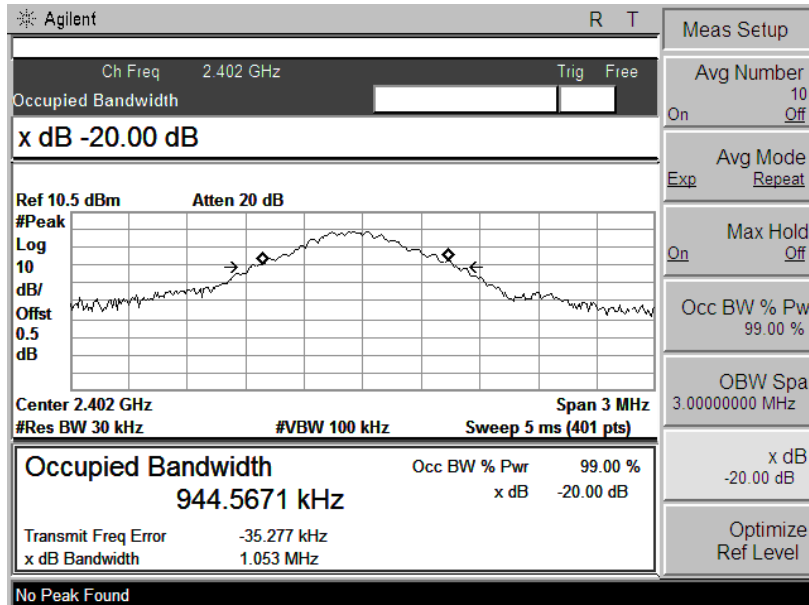 Agilent R T
Ch Freq 2.402 GHz Trig Free
Occupied Bandwidth
x dB -20.00 dB
Ref 10.5 dBm Atten 20 dB
#Peak
Log
10
dB/
Offst
0.5
dB
Center 2.402 GHz Span 3 MHz
#Res BW 30 kHz #VBW 100 kHz Sweep 5 ms (401 pts)
Occupied Bandwidth Occ BW % Pwr 99.00 %
944.5671 kHz x dB -20.00 dB
Transmit Freq Error -35.277 kHz
x dB Bandwidth 1.053 MHz
No Peak Found
Meas Setup
Avg Number
10
On Off
Avg Mode
Exp Repeat
Max Hold
On Off
Occ BW % Pw
99.00 %
OBW Spa
3.00000000 MHz
x dB
-20.00 dB
Optimize
Ref Level